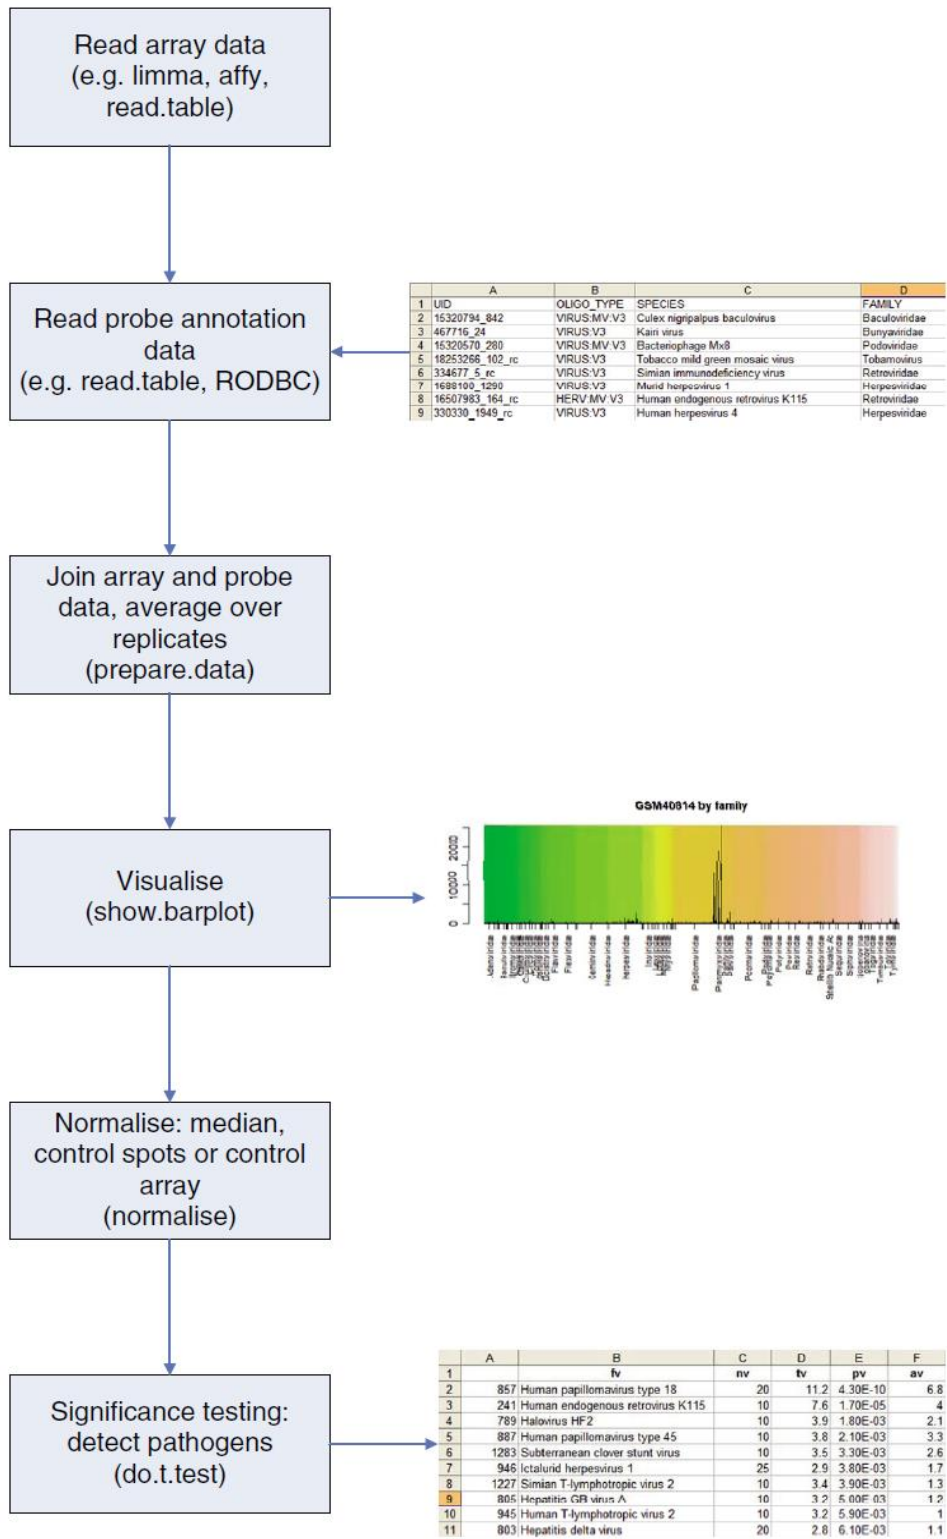 Read array data
(e.g. limma, affy,
read.table)
Read probe annotation
data
(e.g. read.table, RODBC)
A B C D
1 UID OLIGO_TYPE SPECIES FAMILY
2 15320794_842 VIRUS:MV:V3 Culex nigripalpus baculovirus Baculoviridae
3 467716_24 VIRUS:V3 Kairi virus Bunyaviridae
4 15320570_280 VIRUS:MV:V3 Bacteriophage Mx8 Podoviridae
5 18253266_102_rc VIRUS:V3 Tobacco mild green mosaic virus Tobamovirus
6 334677_5_rc VIRUS:V3 Simian immunodeficiency virus Retroviridae
7 1688100_1290 VIRUS:V3 Murid herpesvirus 1 Herpesviridae
8 16507983_164_rc HERV:MV:V3 Human endogenous retrovirus K115 Retroviridae
9 330330_1949_rc VIRUS:V3 Human herpesvirus 4 Herpesviridae
Join array and probe
data, average over
replicates
(prepare.data)
Visualise
(show.barplot)
GSM40814 by family
20000
10000
0
Normalise: median,
control spots or control
array
(normalise)
Significance testing:
detect pathogens
(do.t.test)
A B C D E F
1 fv nv tv pv av
2 857 Human papillomavirus type 18 20 11.2 4.30E-10 6.8
3 241 Human endogenous retrovirus K115 10 7.6 1.70E-05 4
4 789 Halovirus HF2 10 3.9 1.80E-03 2.1
5 887 Human papillomavirus type 45 10 3.8 2.10E-03 3.3
6 1283 Subterranean clover stunt virus 10 3.5 3.30E-03 2.6
7 946 Ictalurid herpesvirus 1 25 2.9 3.80E-03 1.7
8 1227 Simian T-lymphotropic virus 2 10 3.4 3.90E-03 1.3
9 805 Hepatitis GB virus A 10 3.2 5.00E-03 1.2
10 945 Human T-lymphotropic virus 2 10 3.2 5.90E-03 1
11 803 Hepatitis delta virus 20 2.8 6.10E-03 1.1